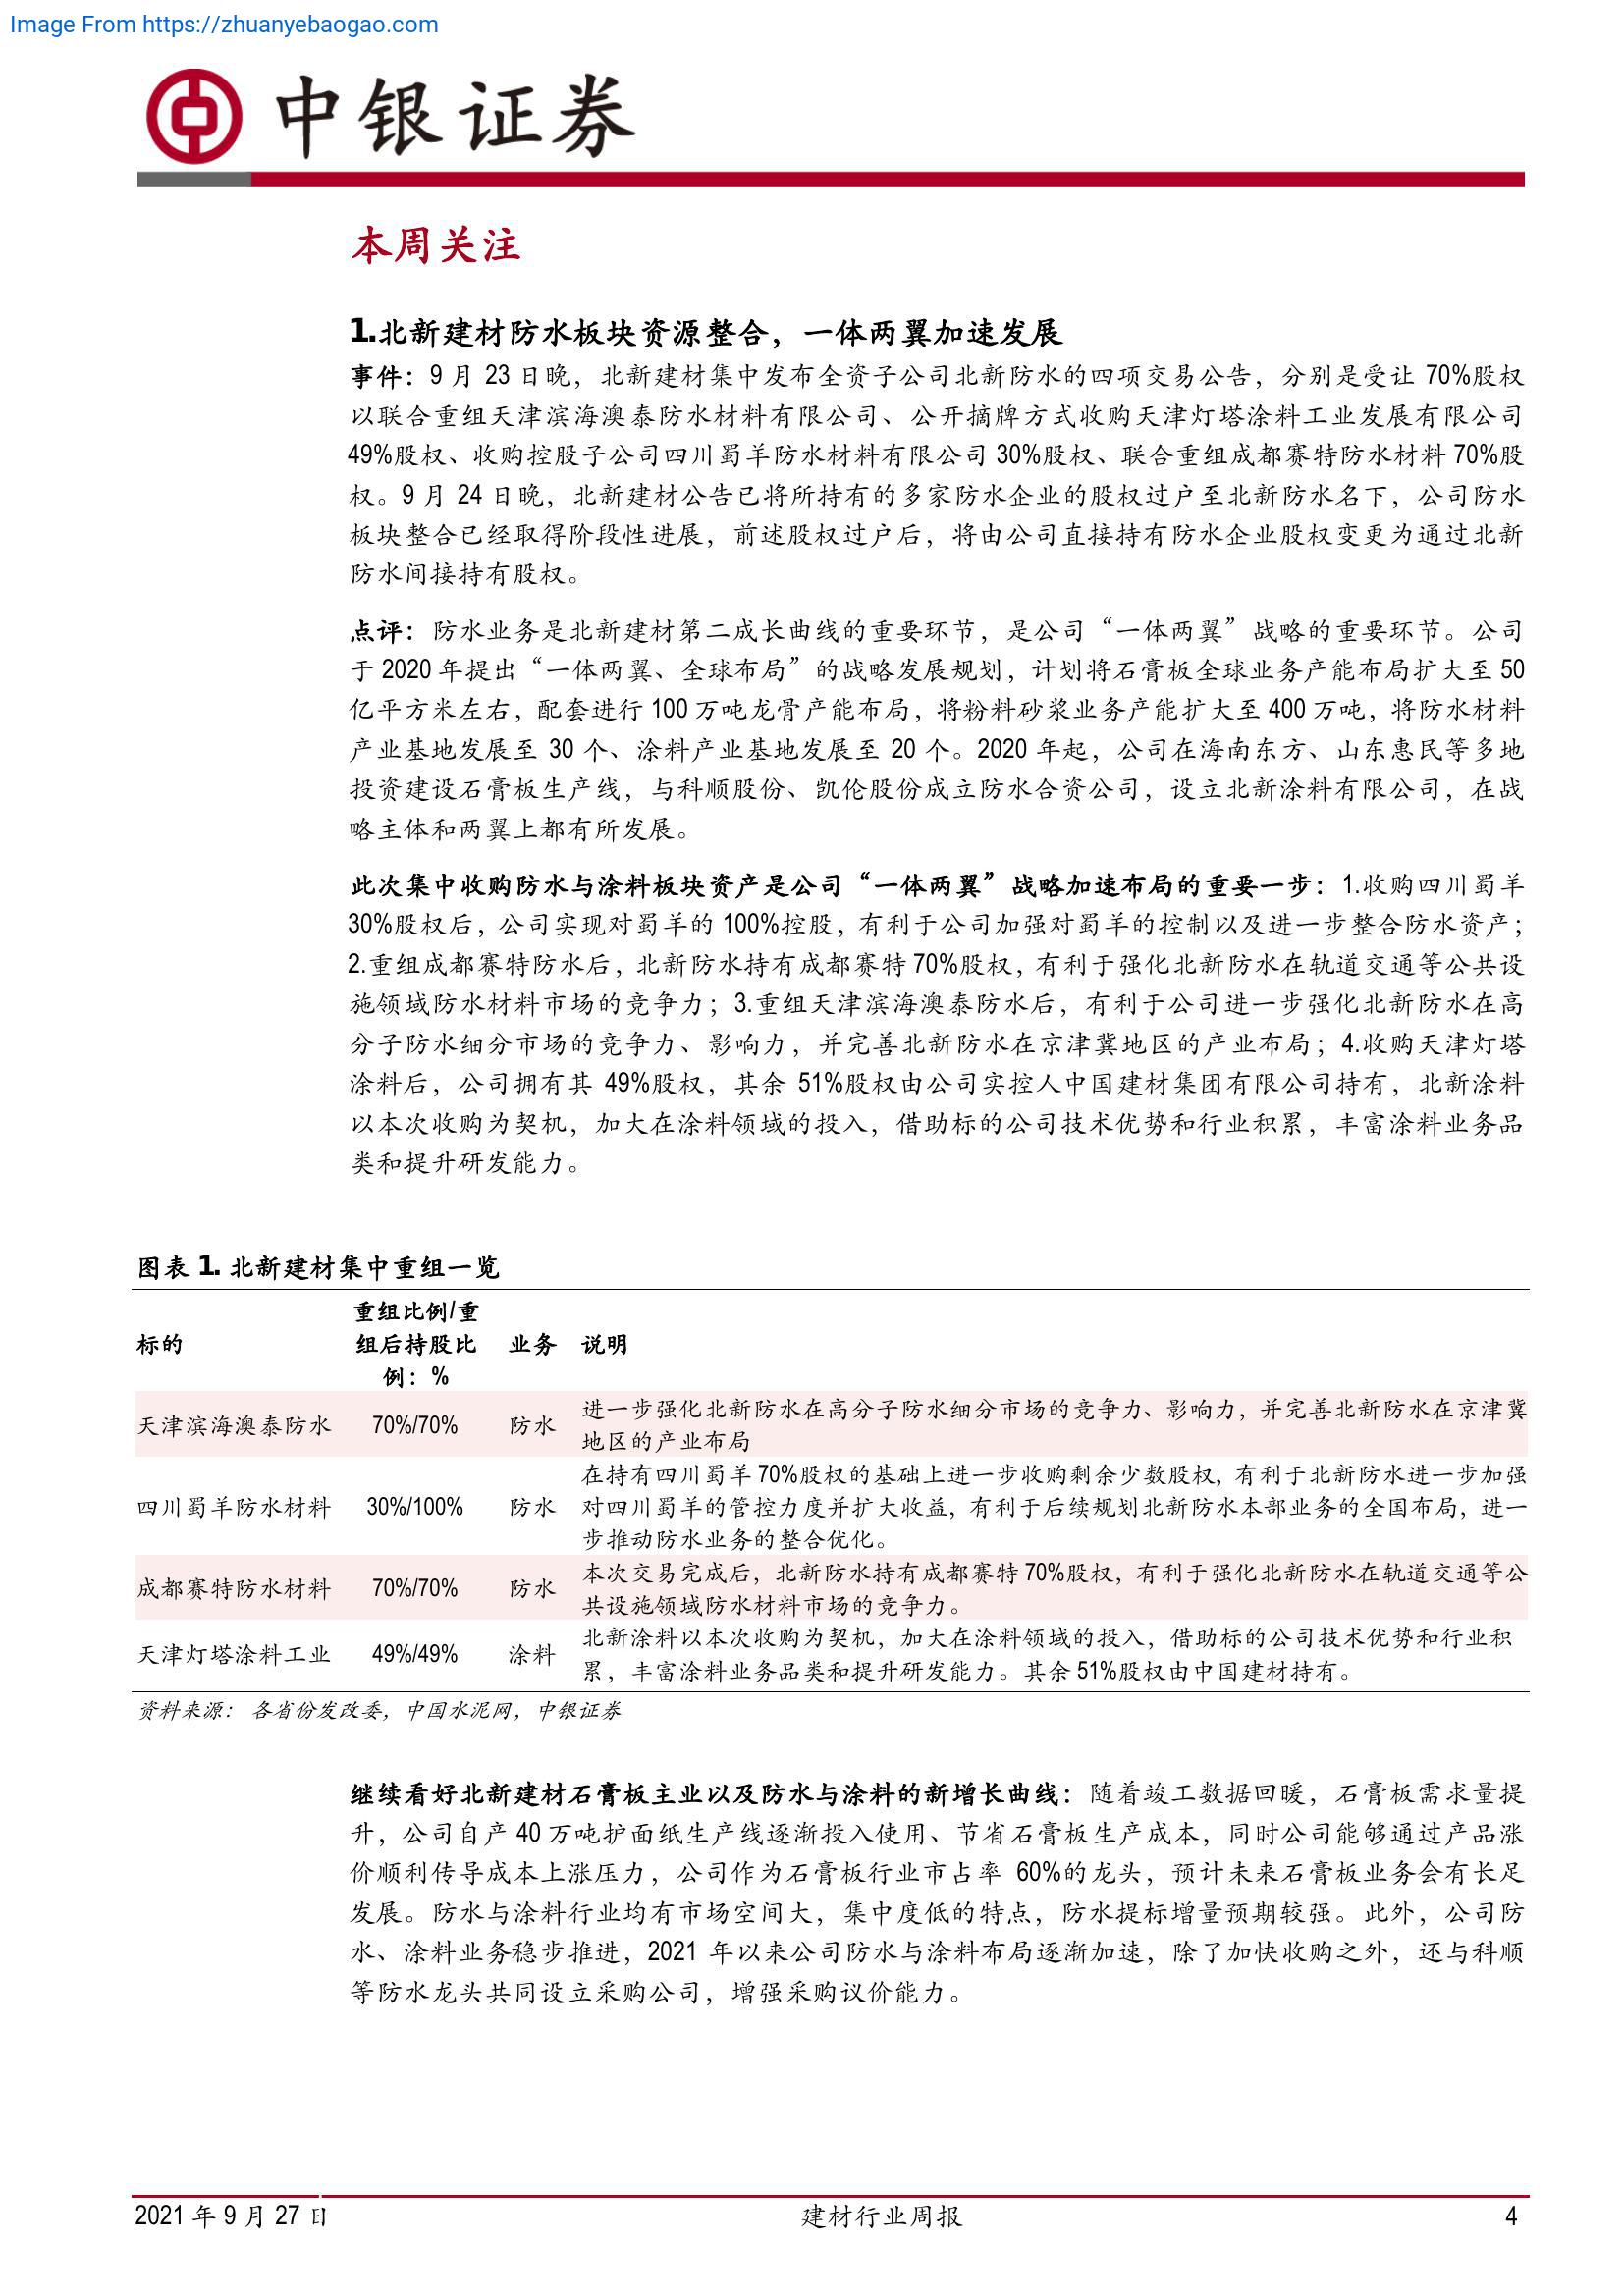 Image From https://zhuanyebaogao.com
中银证券
本周关注
1.北新建材防水板块资源整合，一体两翼加速发展
事件：9 月 23 日晚，北新建材集中发布全资子公司北新防水的四项交易公告，分别是受让 70%股权
以联合重组天津滨海澳泰防水材料有限公司、公开摘牌方式收购天津灯塔涂料工业发展有限公司
49%股权、收购控股子公司四川蜀羊防水材料有限公司 30%股权、联合重组成都赛特防水材料 70%股
权。9 月 24 日晚，北新建材公告已将所持有的多家防水企业的股权过户至北新防水名下，公司防水
板块整合已经取得阶段性进展，前述股权过户后，将由公司直接持有防水企业股权变更为通过北新
防水间接持有股权。
点评：防水业务是北新建材第二成长曲线的重要环节，是公司“一体两翼”战略的重要环节。公司
于 2020 年提出“一体两翼、全球布局”的战略发展规划，计划将石膏板全球业务产能布局扩大至 50
亿平方米左右，配套进行 100 万吨龙骨产能布局，将粉料砂浆业务产能扩大至 400 万吨，将防水材料
产业基地发展至 30 个、涂料产业基地发展至 20 个。2020 年起，公司在海南东方、山东惠民等多地
投资建设石膏板生产线，与科顺股份、凯伦股份成立防水合资公司，设立北新涂料有限公司，在战
略主体和两翼上都有所发展。
此次集中收购防水与涂料板块资产是公司“一体两翼”战略加速布局的重要一步：1.收购四川蜀羊
30%股权后，公司实现对蜀羊的 100%控股，有利于公司加强对蜀羊的控制以及进一步整合防水资产；
2.重组成都赛特防水后，北新防水持有成都赛特 70%股权，有利于强化北新防水在轨道交通等公共设
施领域防水材料市场的竞争力；3.重组天津滨海澳泰防水后，有利于公司进一步强化北新防水在高
分子防水细分市场的竞争力、影响力，并完善北新防水在京津冀地区的产业布局；4.收购天津灯塔
涂料后，公司拥有其 49%股权，其余 51%股权由公司实控人中国建材集团有限公司持有，北新涂料
以本次收购为契机，加大在涂料领域的投入，借助标的公司技术优势和行业积累，丰富涂料业务品
类和提升研发能力。
图表 1. 北新建材集中重组一览
标的 重组比例/重组后持股比例：% 业务 说明
天津滨海澳泰防水 70%/70% 防水 进一步强化北新防水在高分子防水细分市场的竞争力、影响力，并完善北新防水在京津冀
地区的产业布局
四川蜀羊防水材料 30%/100% 防水 在持有四川蜀羊 70%股权的基础上进一步收购剩余少数股权，有利于北新防水进一步加强
对四川蜀羊的管控力度并扩大收益，有利于后续规划北新防水本部业务的全国布局，进一
步推动防水业务的整合优化。
成都赛特防水材料 70%/70% 防水 本次交易完成后，北新防水持有成都赛特 70%股权，有利于强化北新防水在轨道交通等公
共设施领域防水材料市场的竞争力。
天津灯塔涂料工业 49%/49% 涂料 北新涂料以本次收购为契机，加大在涂料领域的投入，借助标的公司技术优势和行业积
累，丰富涂料业务品类和提升研发能力。其余 51%股权由中国建材持有。
资料来源： 各省份发改委，中国水泥网，中银证券
继续看好北新建材石膏板主业以及防水与涂料的新增长曲线：随着竣工数据回暖，石膏板需求量提
升，公司自产 40 万吨护面纸生产线逐渐投入使用、节省石膏板生产成本，同时公司能够通过产品涨
价顺利传导成本上涨压力，公司作为石膏板行业市占率 60%的龙头，预计未来石膏板业务会有长足
发展。防水与涂料行业均有市场空间大，集中度低的特点，防水提标增量预期较强。此外，公司防
水、涂料业务稳步推进，2021 年以来公司防水与涂料布局逐渐加速，除了加快收购之外，还与科顺
等防水龙头共同设立采购公司，增强采购议价能力。
2021 年 9 月 27 日 建材行业周报 4